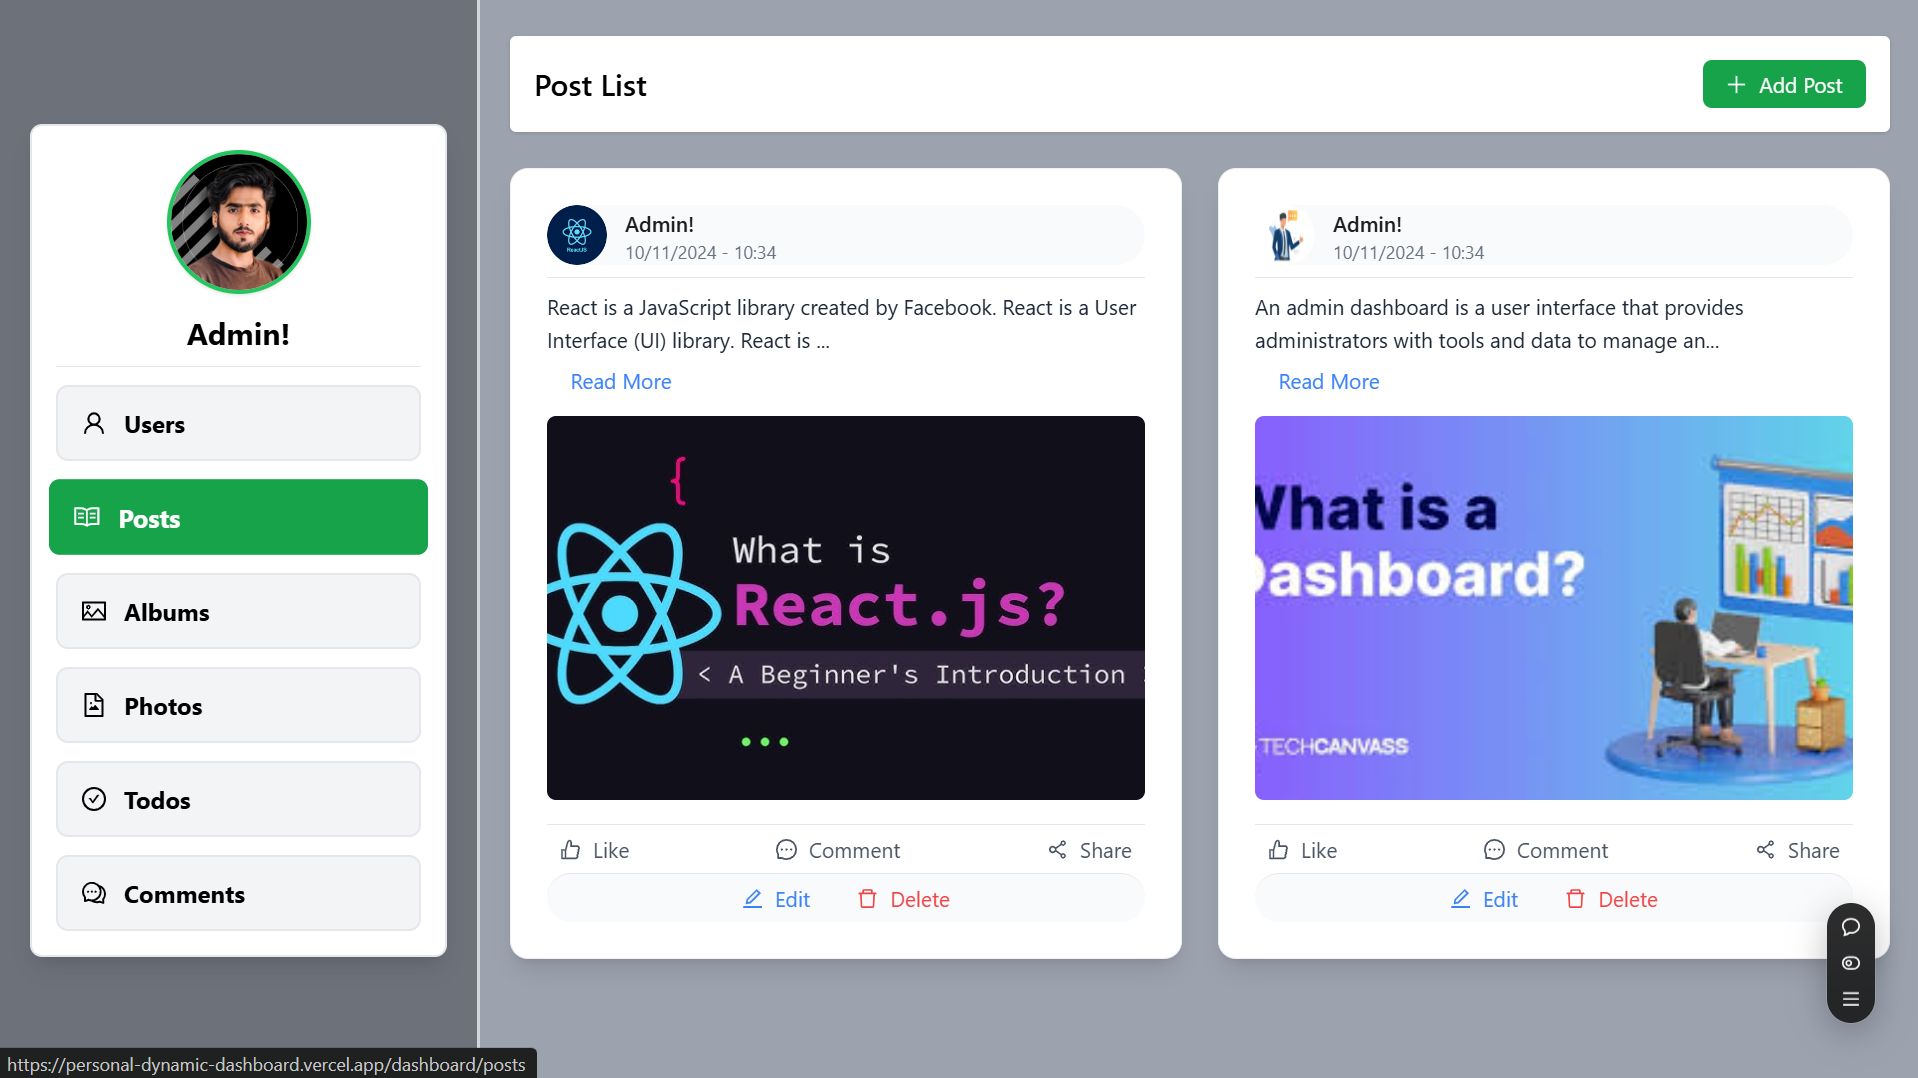 Admin!
Users
Posts
Albums
Photos
Todos
Comments
Post List
Add Post
ReactJS
Admin!
10/11/2024 - 10:34
React is a JavaScript library created by Facebook. React is a User
Interface (UI) library. React is ...
Read More
{
What is
React.js?
< A Beginner's Introduction
...
Like
Comment
Share
Edit
Delete
Admin!
10/11/2024 - 10:34
An admin dashboard is a user interface that provides
administrators with tools and data to manage an...
Read More
What is a
Dashboard?
TECHCANVASS
Like
Comment
Share
Edit
Delete
https://personal-dynamic-dashboard.vercel.app/dashboard/posts